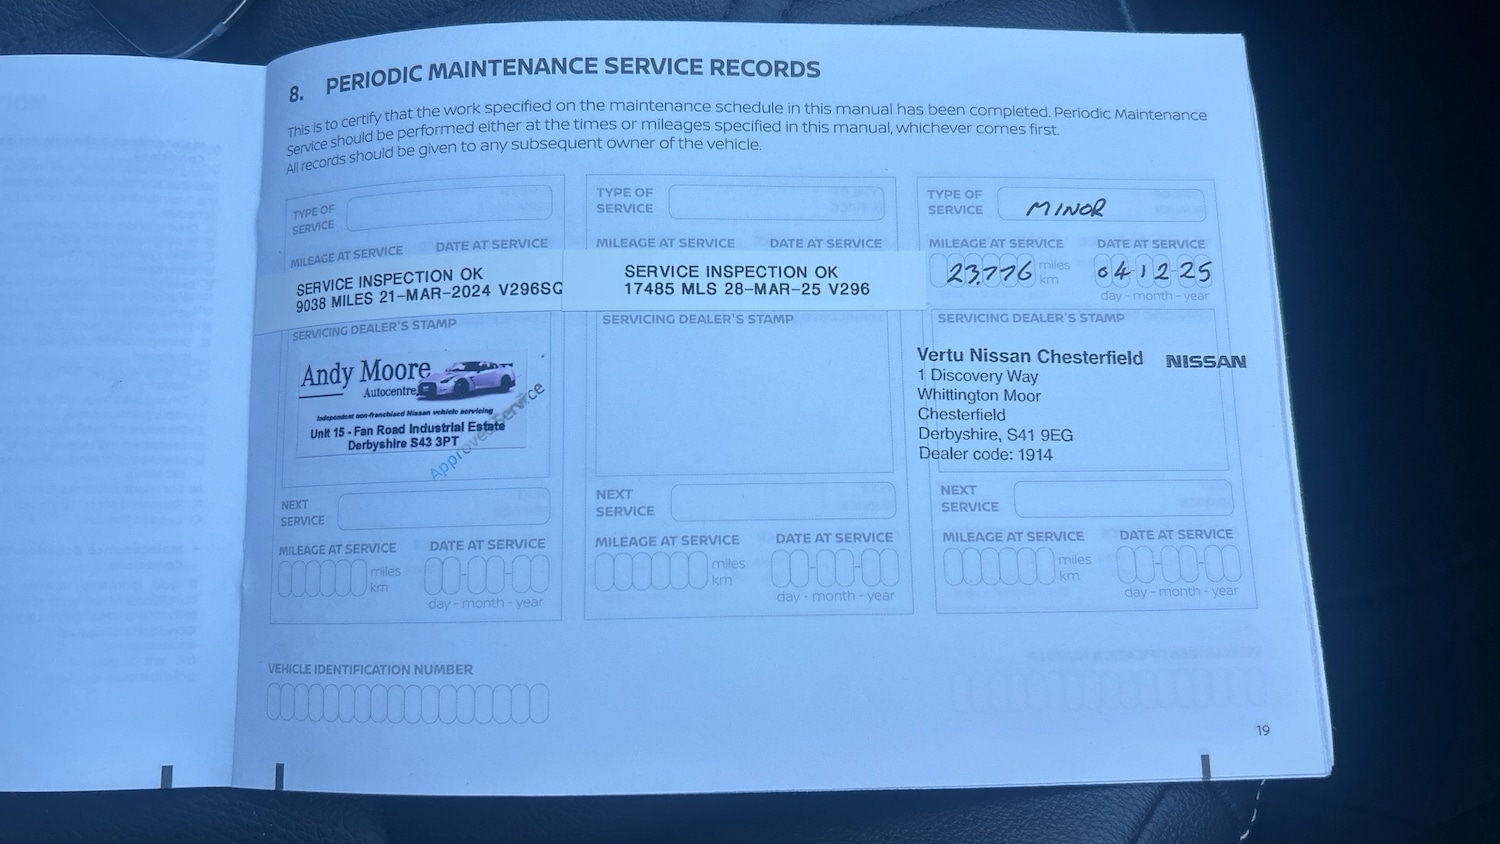 8. PERIODIC MAINTENANCE SERVICE RECORDS
This is to certify that the work specified on the maintenance schedule in this manual has been completed. Periodic Maintenance
Service should be performed either at the times or mileages specified in this manual, whichever comes first.
All records should be given to any subsequent owner of the vehicle.
TYPE OF
SERVICE
MILEAGE AT SERVICE DATE AT SERVICE
SERVICE INSPECTION OK
9038 MILES 21-MAR-2024 V296SQ
SERVICING DEALER'S STAMP
Andy Moore
Autocentre
Independent non-franchised Nissan vehicle servicing
Unit 15 - Fan Road Industrial Estate
Derbyshire S43 3PT
Approved Service
NEXT
SERVICE
MILEAGE AT SERVICE DATE AT SERVICE
miles
km
day - month - year
TYPE OF
SERVICE
MILEAGE AT SERVICE DATE AT SERVICE
SERVICE INSPECTION OK
17485 MLS 28-MAR-25 V296
SERVICING DEALER'S STAMP
NEXT
SERVICE
MILEAGE AT SERVICE DATE AT SERVICE
miles
km
day - month - year
TYPE OF
SERVICE MINOR
MILEAGE AT SERVICE DATE AT SERVICE
23,776 miles 04 12 25
km
day - month - year
SERVICING DEALER'S STAMP
Vertu Nissan Chesterfield NISSAN
1 Discovery Way
Whittington Moor
Chesterfield
Derbyshire, S41 9EG
Dealer code: 1914
NEXT
SERVICE
MILEAGE AT SERVICE DATE AT SERVICE
miles
km
day - month - year
VEHICLE IDENTIFICATION NUMBER
19